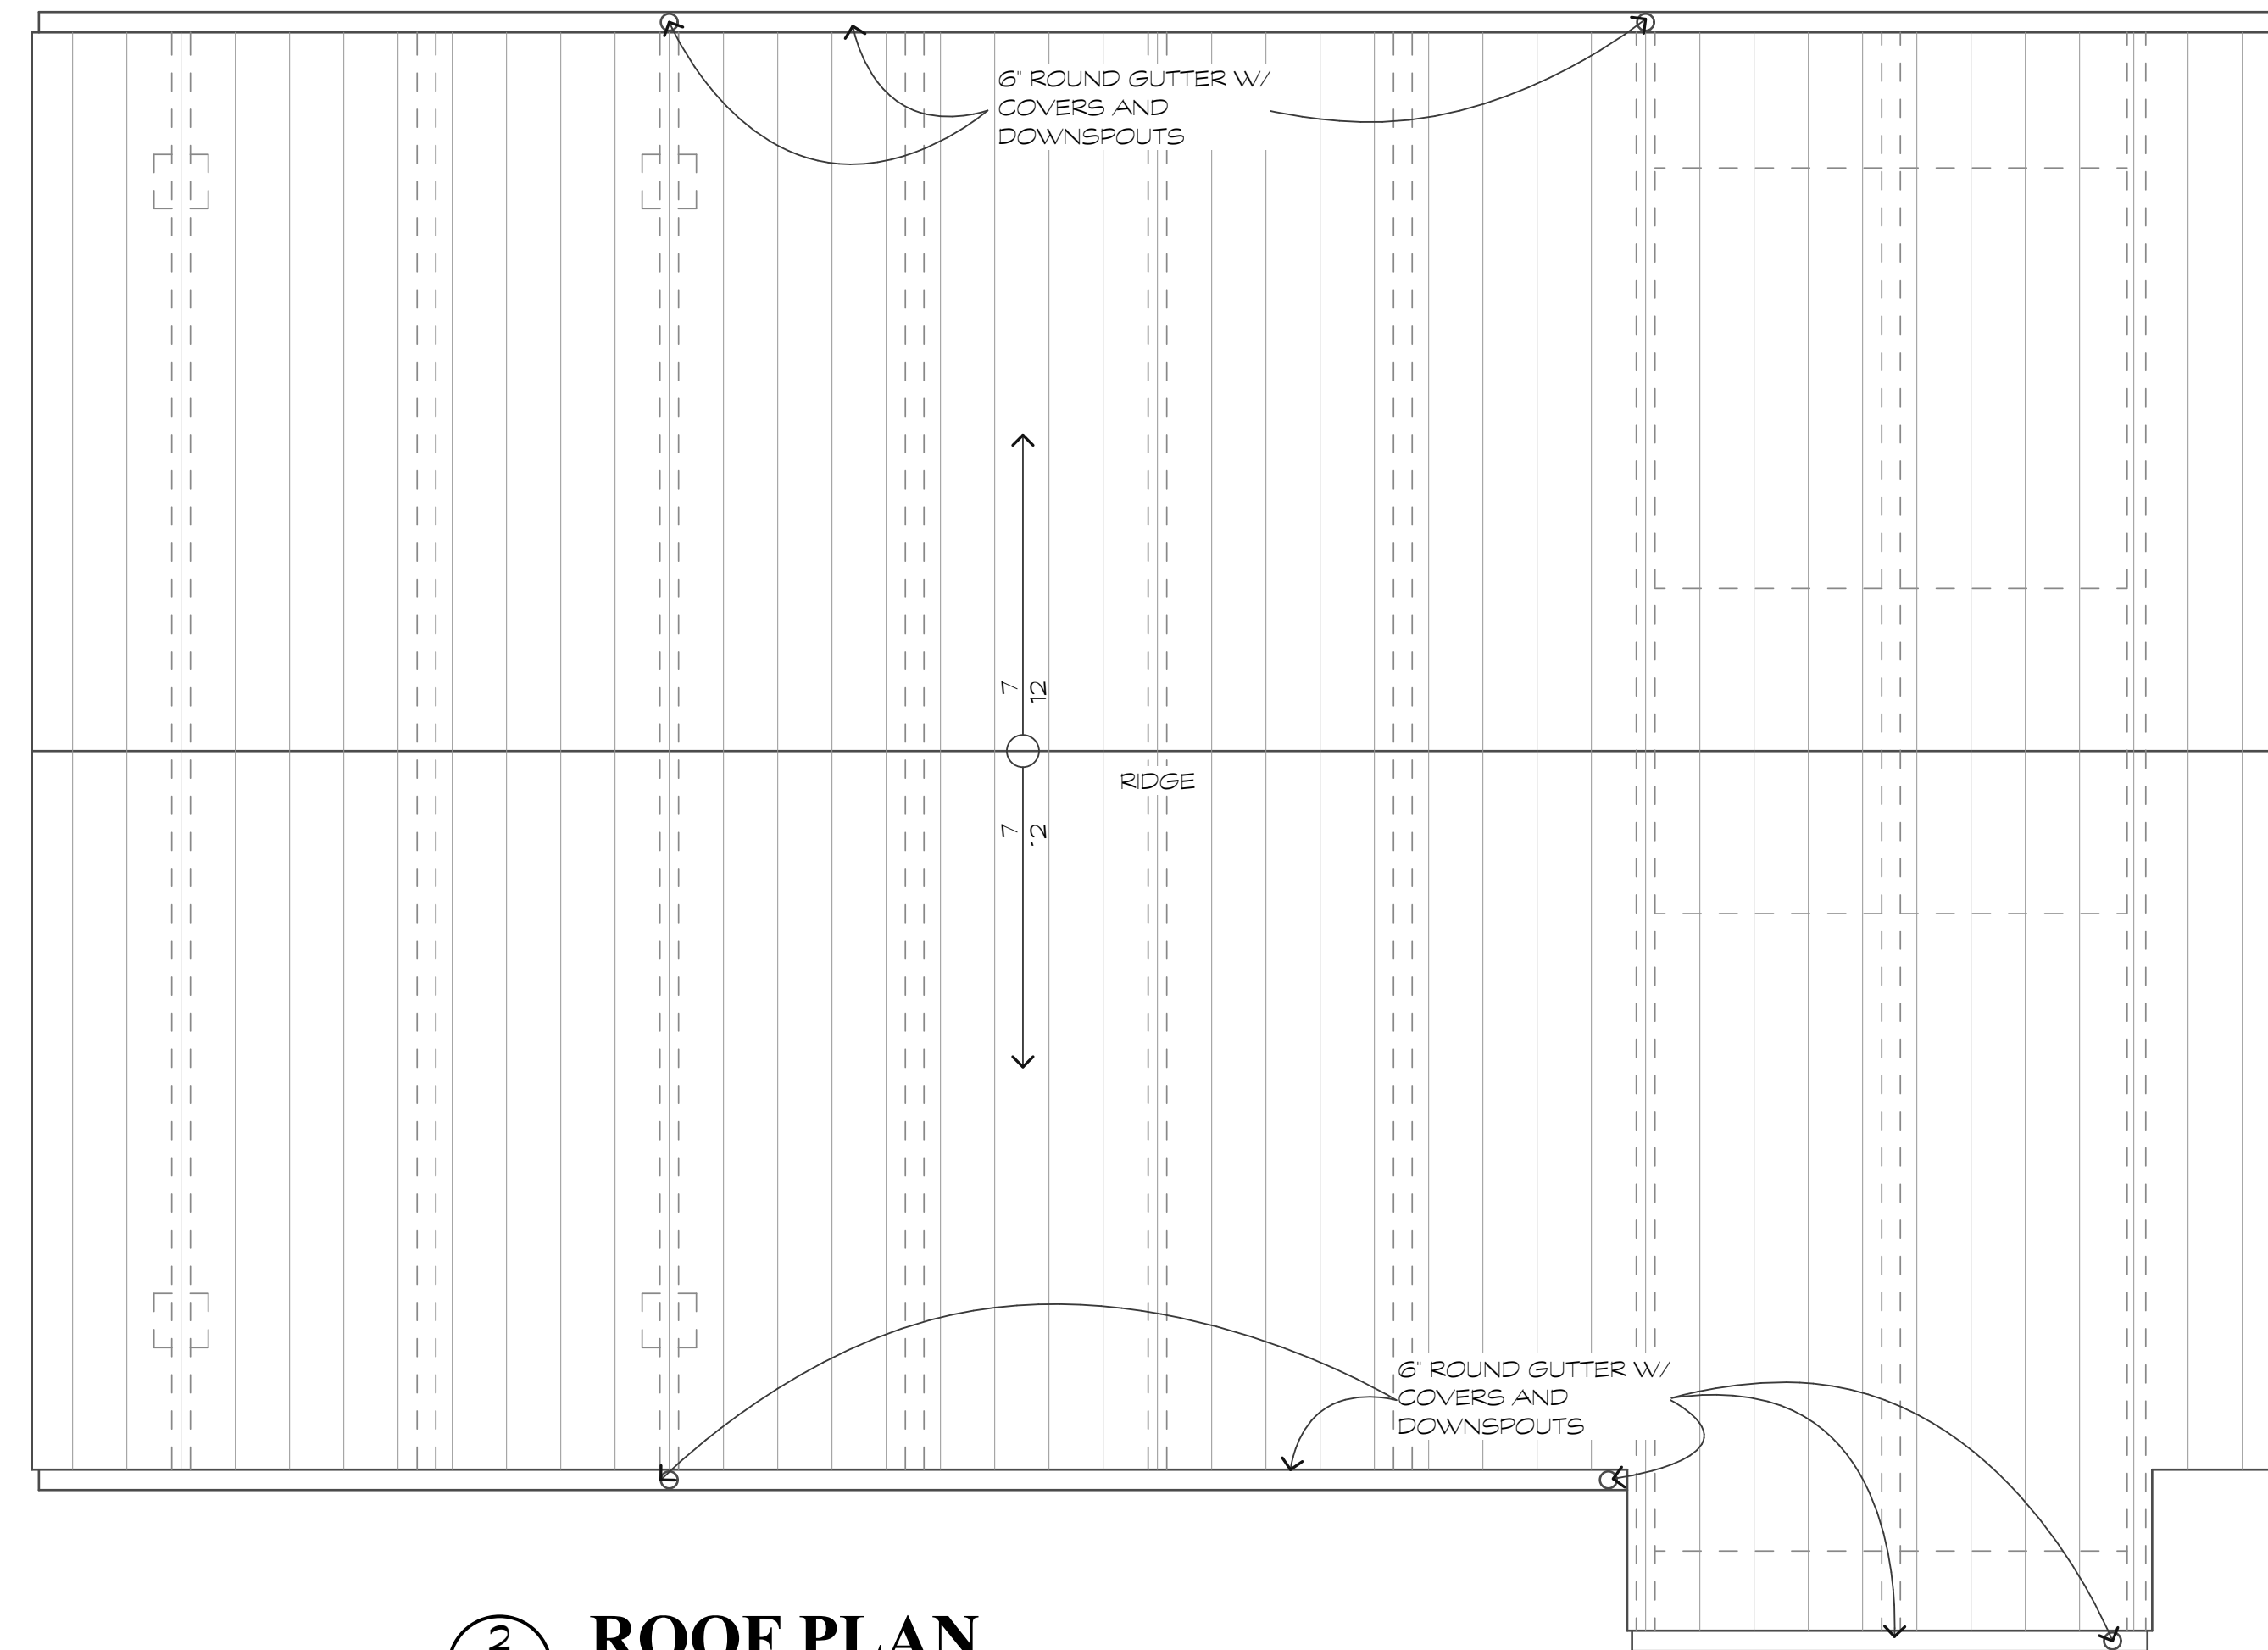 6" ROUND GUTTER W/
COVERS AND
DOWNSPOUTS
7
12
RIDGE
7
12
6" ROUND GUTTER W/
COVERS AND
DOWNSPOUTS
2
ROOF PLAN